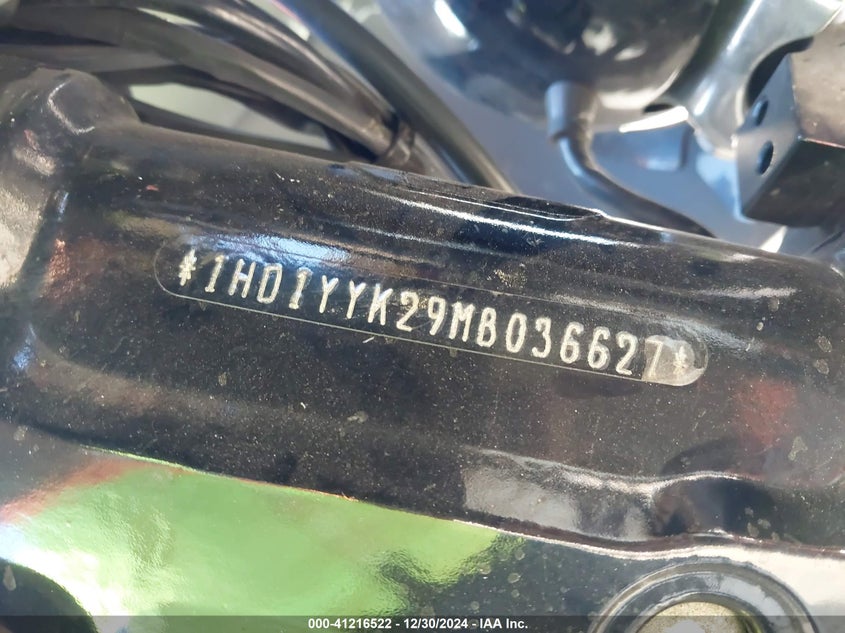 *1HD1YYK29MB036627*
000-41216522 - 12/30/2024 - IAA Inc.